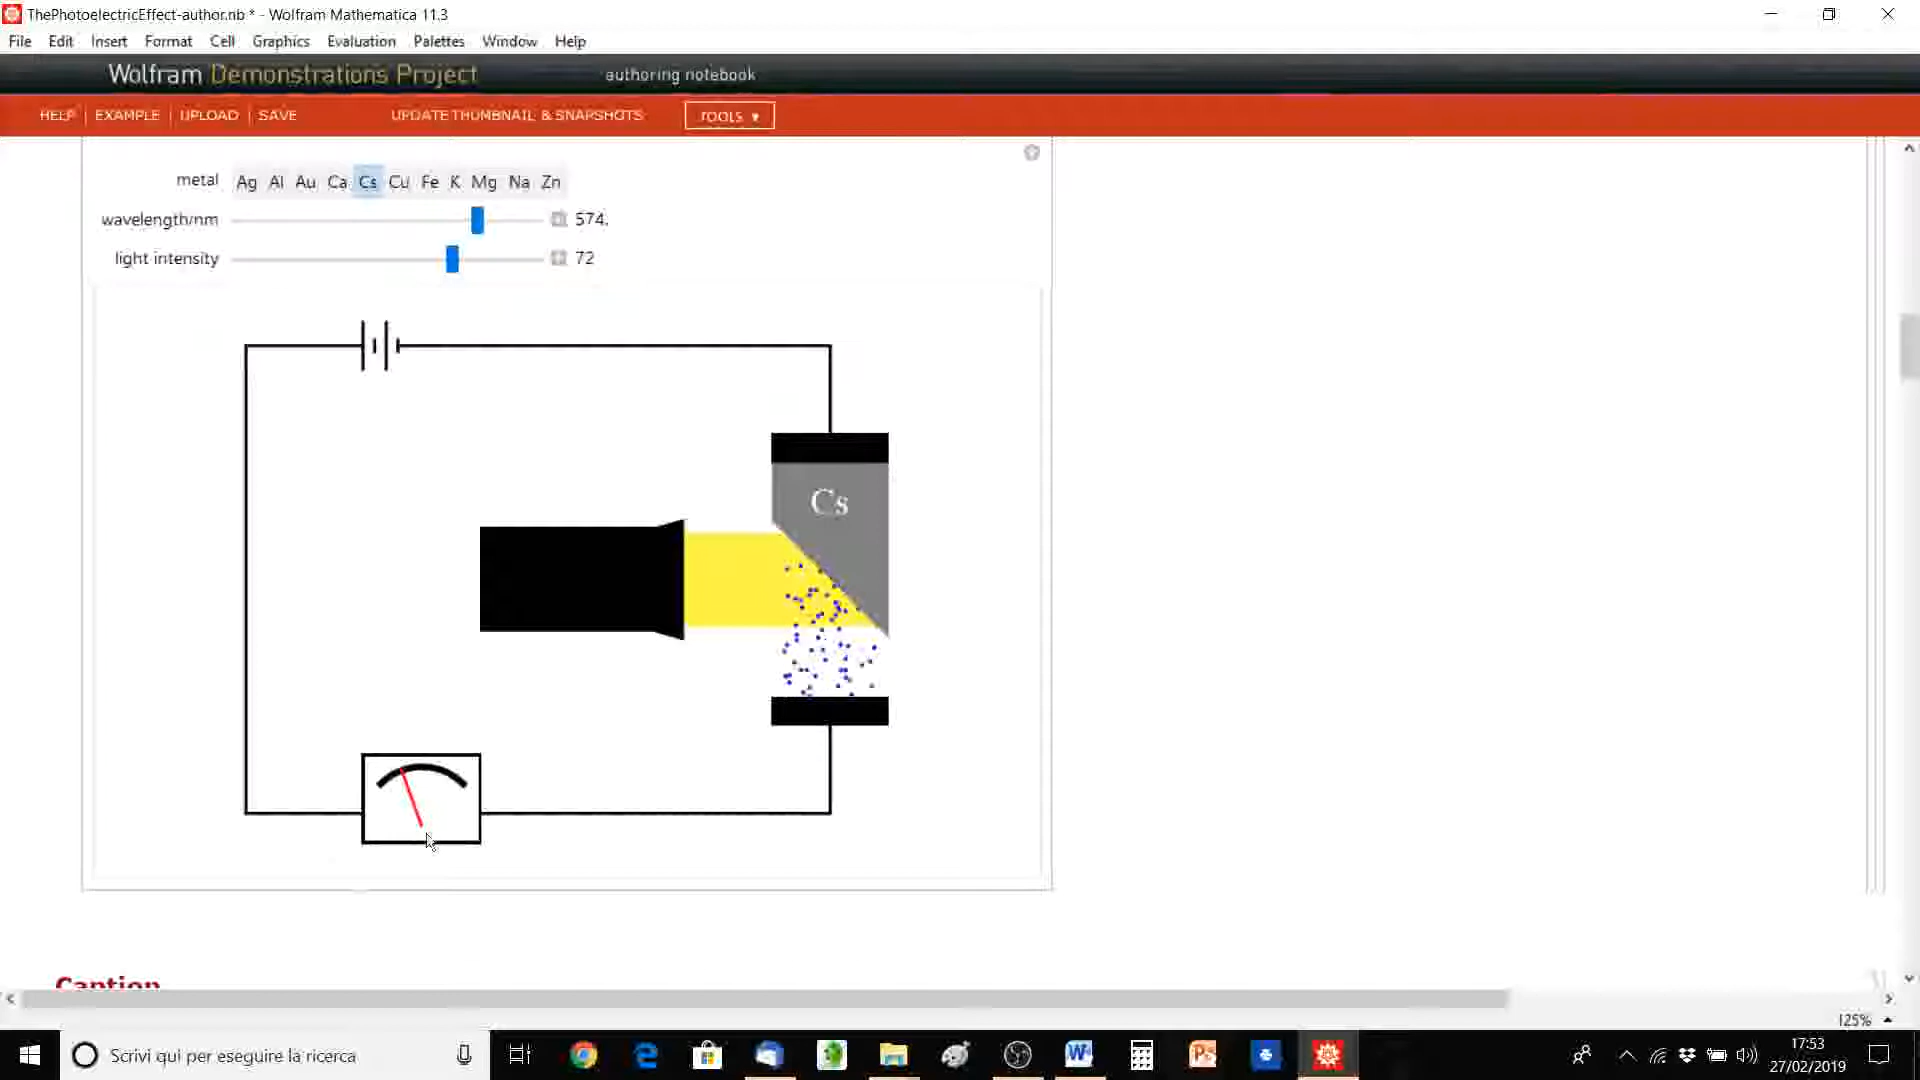 ThePhotoelectricEffect-author.nb * - Wolfram Mathematica 11.3
File Edit Insert Format Cell Graphics Evaluation Palettes Window Help
Wolfram Demonstrations Project authoring notebook
HELP EXAMPLE UPLOAD SAVE UPDATE THUMBNAIL & SNAPSHOTS TOOLS
metal Ag Al Au Ca Cs Cu Fe K Mg Na Zn
wavelength/nm 574.
light intensity 72
Cs
Caption
125%
Scrivi qui per eseguire la ricerca
17:53
27/02/2019